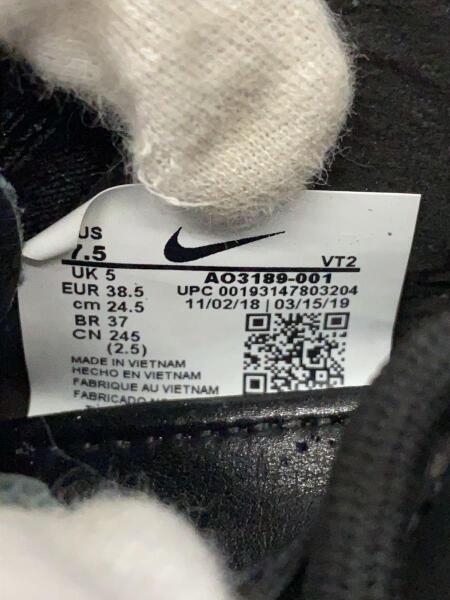 US
7.5
UK 5
EUR 38.5
cm 24.5
BR 37
CN 245
(2.5)
VT2
AO3189-001
UPC 00193147803204
11/02/18 | 03/15/19
MADE IN VIETNAM
HECHO EN VIETNAM
FABRIQUE AU VIETNAM
FABRICADO